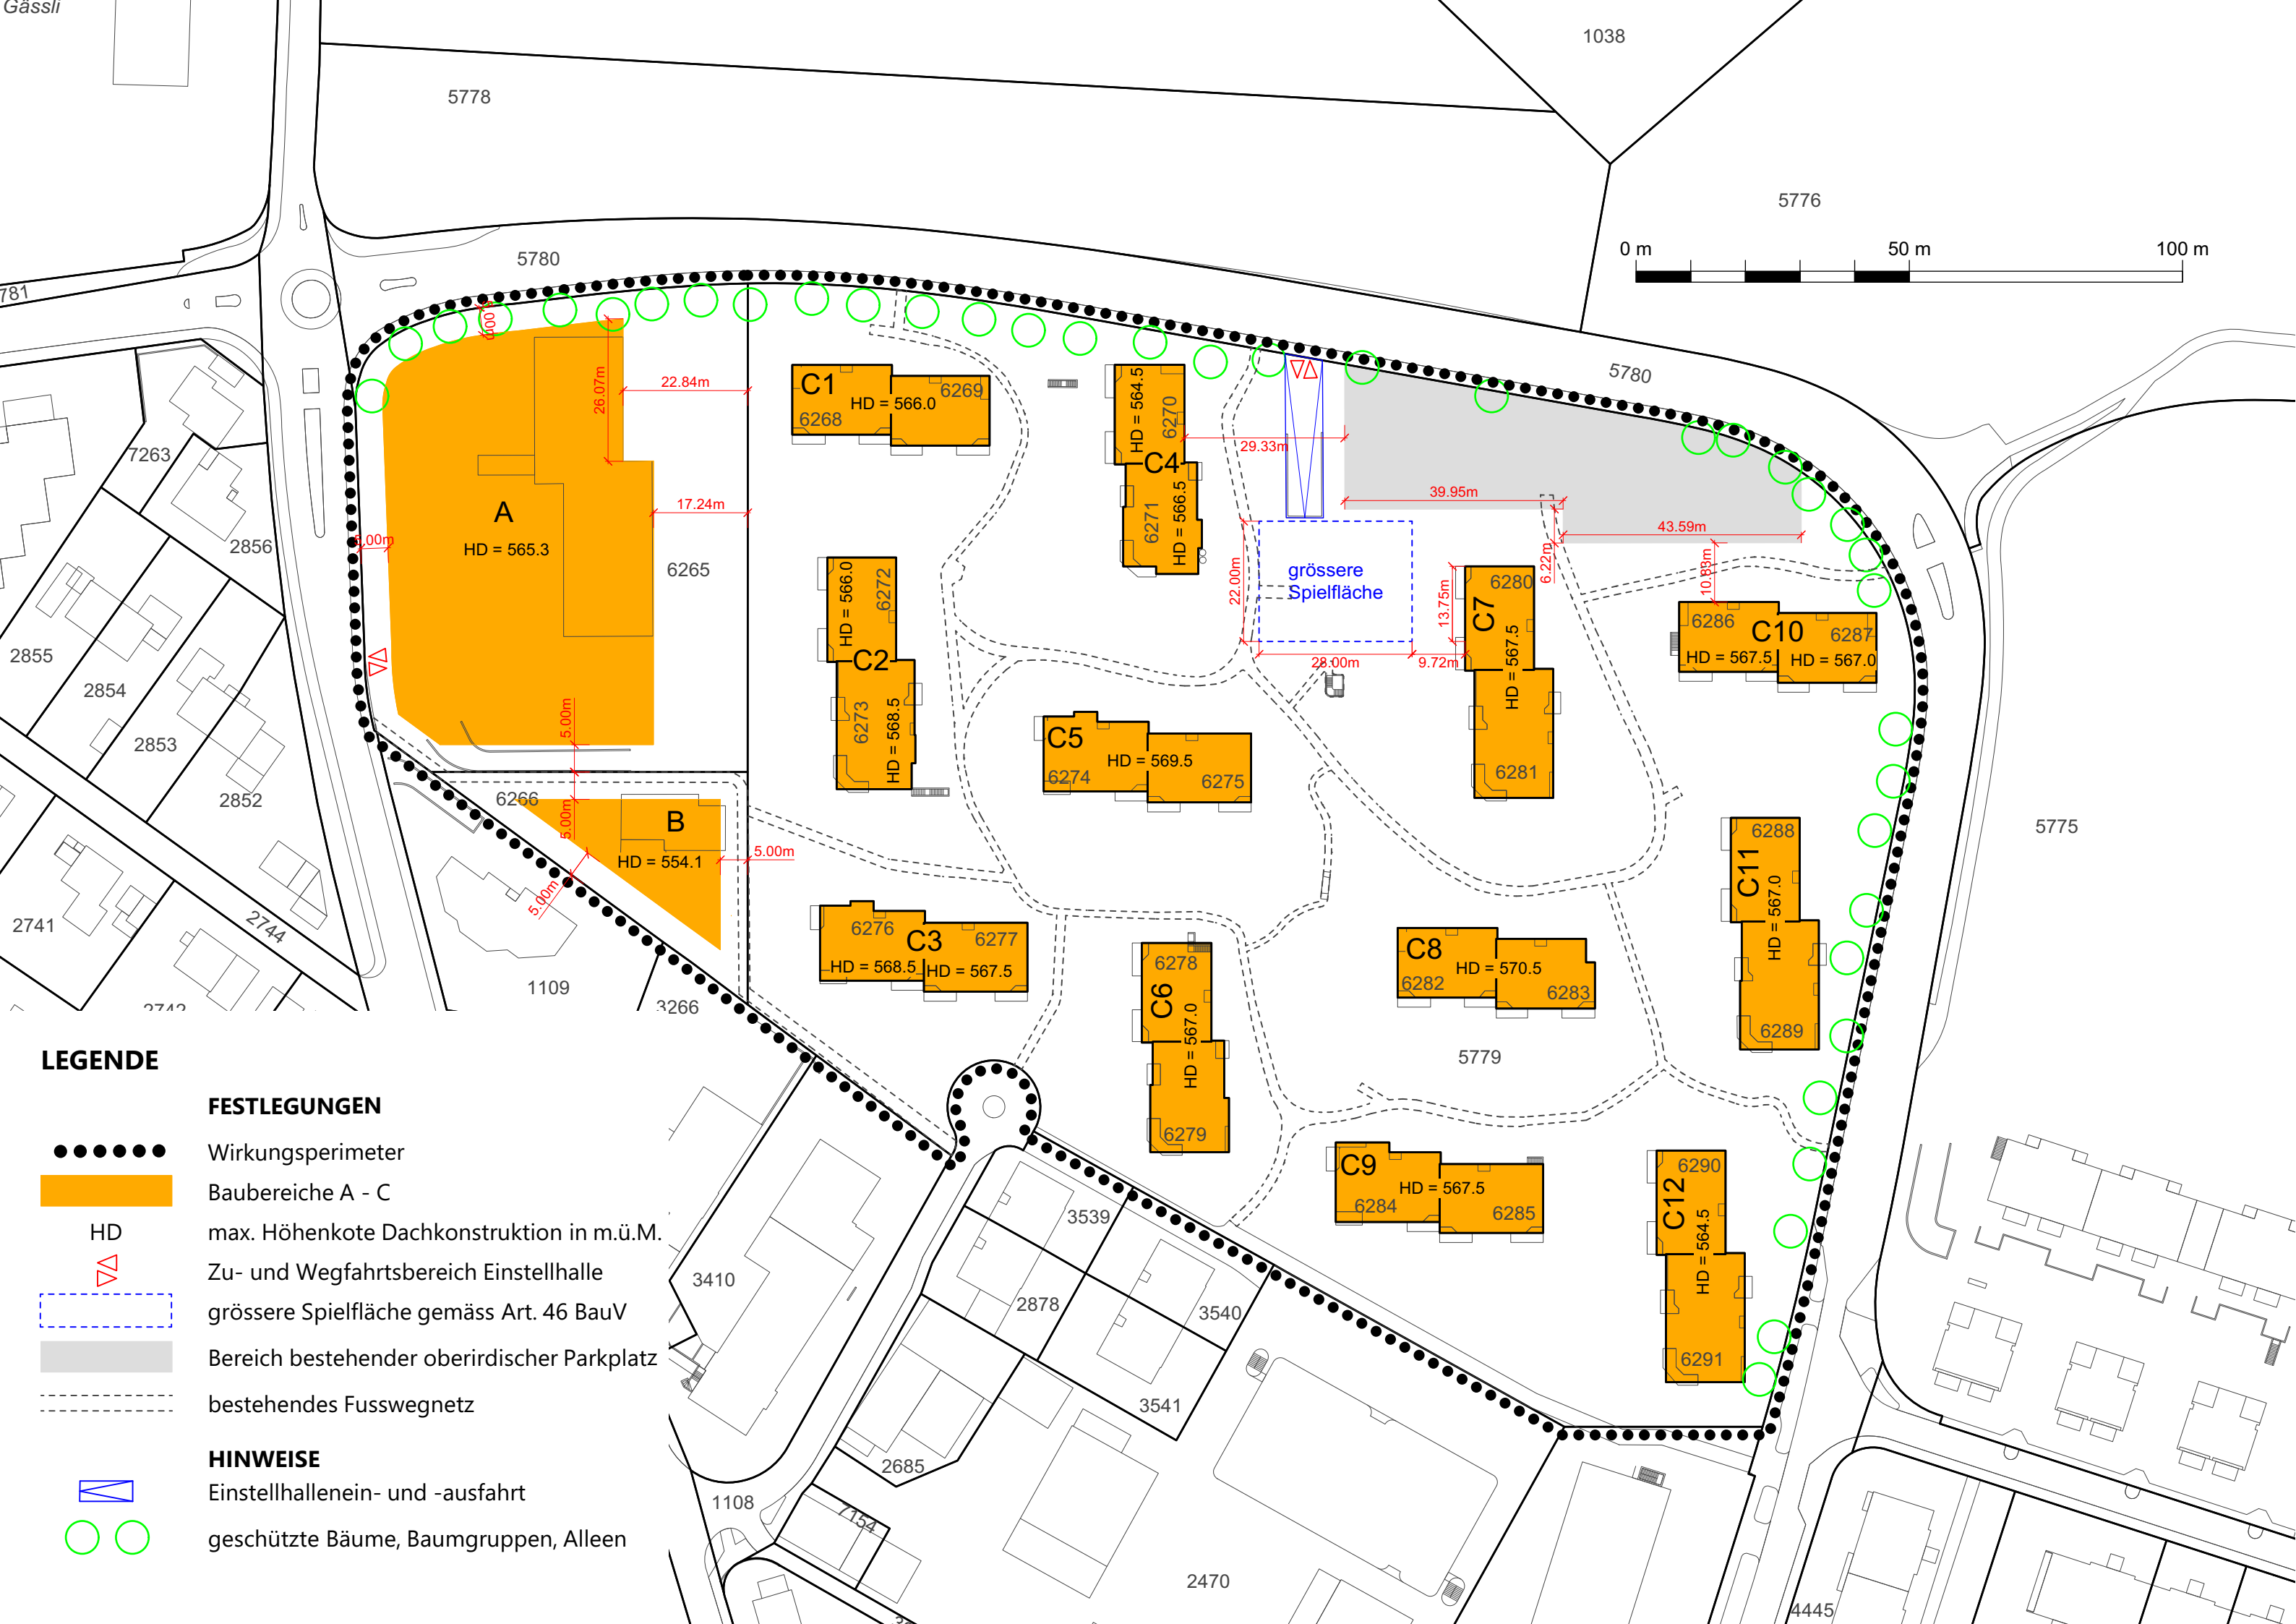 Gässli
1038
5778
5776
0 m 50 m 100 m
5780
781
5780
5.00m
26.07m
22.84m
C1
6269
HD = 566.0
6268
HD = 564.5
6270
C4
6271
HD = 566.5
29.33m
39.95m
43.59m
7263
2856
A
HD = 565.3
17.24m
5.00m
6265
HD = 566.0
6272
C2
6273
HD = 568.5
22.00m
grössere
Spielfläche
28.00m
9.72m
13.75m
6.22m
10.83m
6280
C7
HD = 567.5
6281
6286
C10
6287
HD = 567.5
HD = 567.0
2855
2854
2853
2852
5.00m
C5
HD = 569.5
6274
6275
6266
5.00m
B
HD = 554.1
5.00m
5.00m
6288
C11
HD = 567.0
6289
5775
2741
2744
2742
1109
3266
6276
C3
6277
HD = 568.5
HD = 567.5
6278
C6
HD = 567.0
6279
C8
HD = 570.5
6282
6283
5779
C9
HD = 567.5
6284
6285
6290
C12
HD = 564.5
6291
LEGENDE
FESTLEGUNGEN
Wirkungsperimeter
Baubereiche A - C
HD max. Höhenkote Dachkonstruktion in m.ü.M.
Zu- und Wegfahrtsbereich Einstellhalle
grössere Spielfläche gemäss Art. 46 BauV
Bereich bestehender oberirdischer Parkplatz
bestehendes Fusswegnetz
HINWEISE
Einstellhallenein- und -ausfahrt
geschützte Bäume, Baumgruppen, Alleen
3539
3410
2878
3540
3541
2685
1108
7154
2470
4445